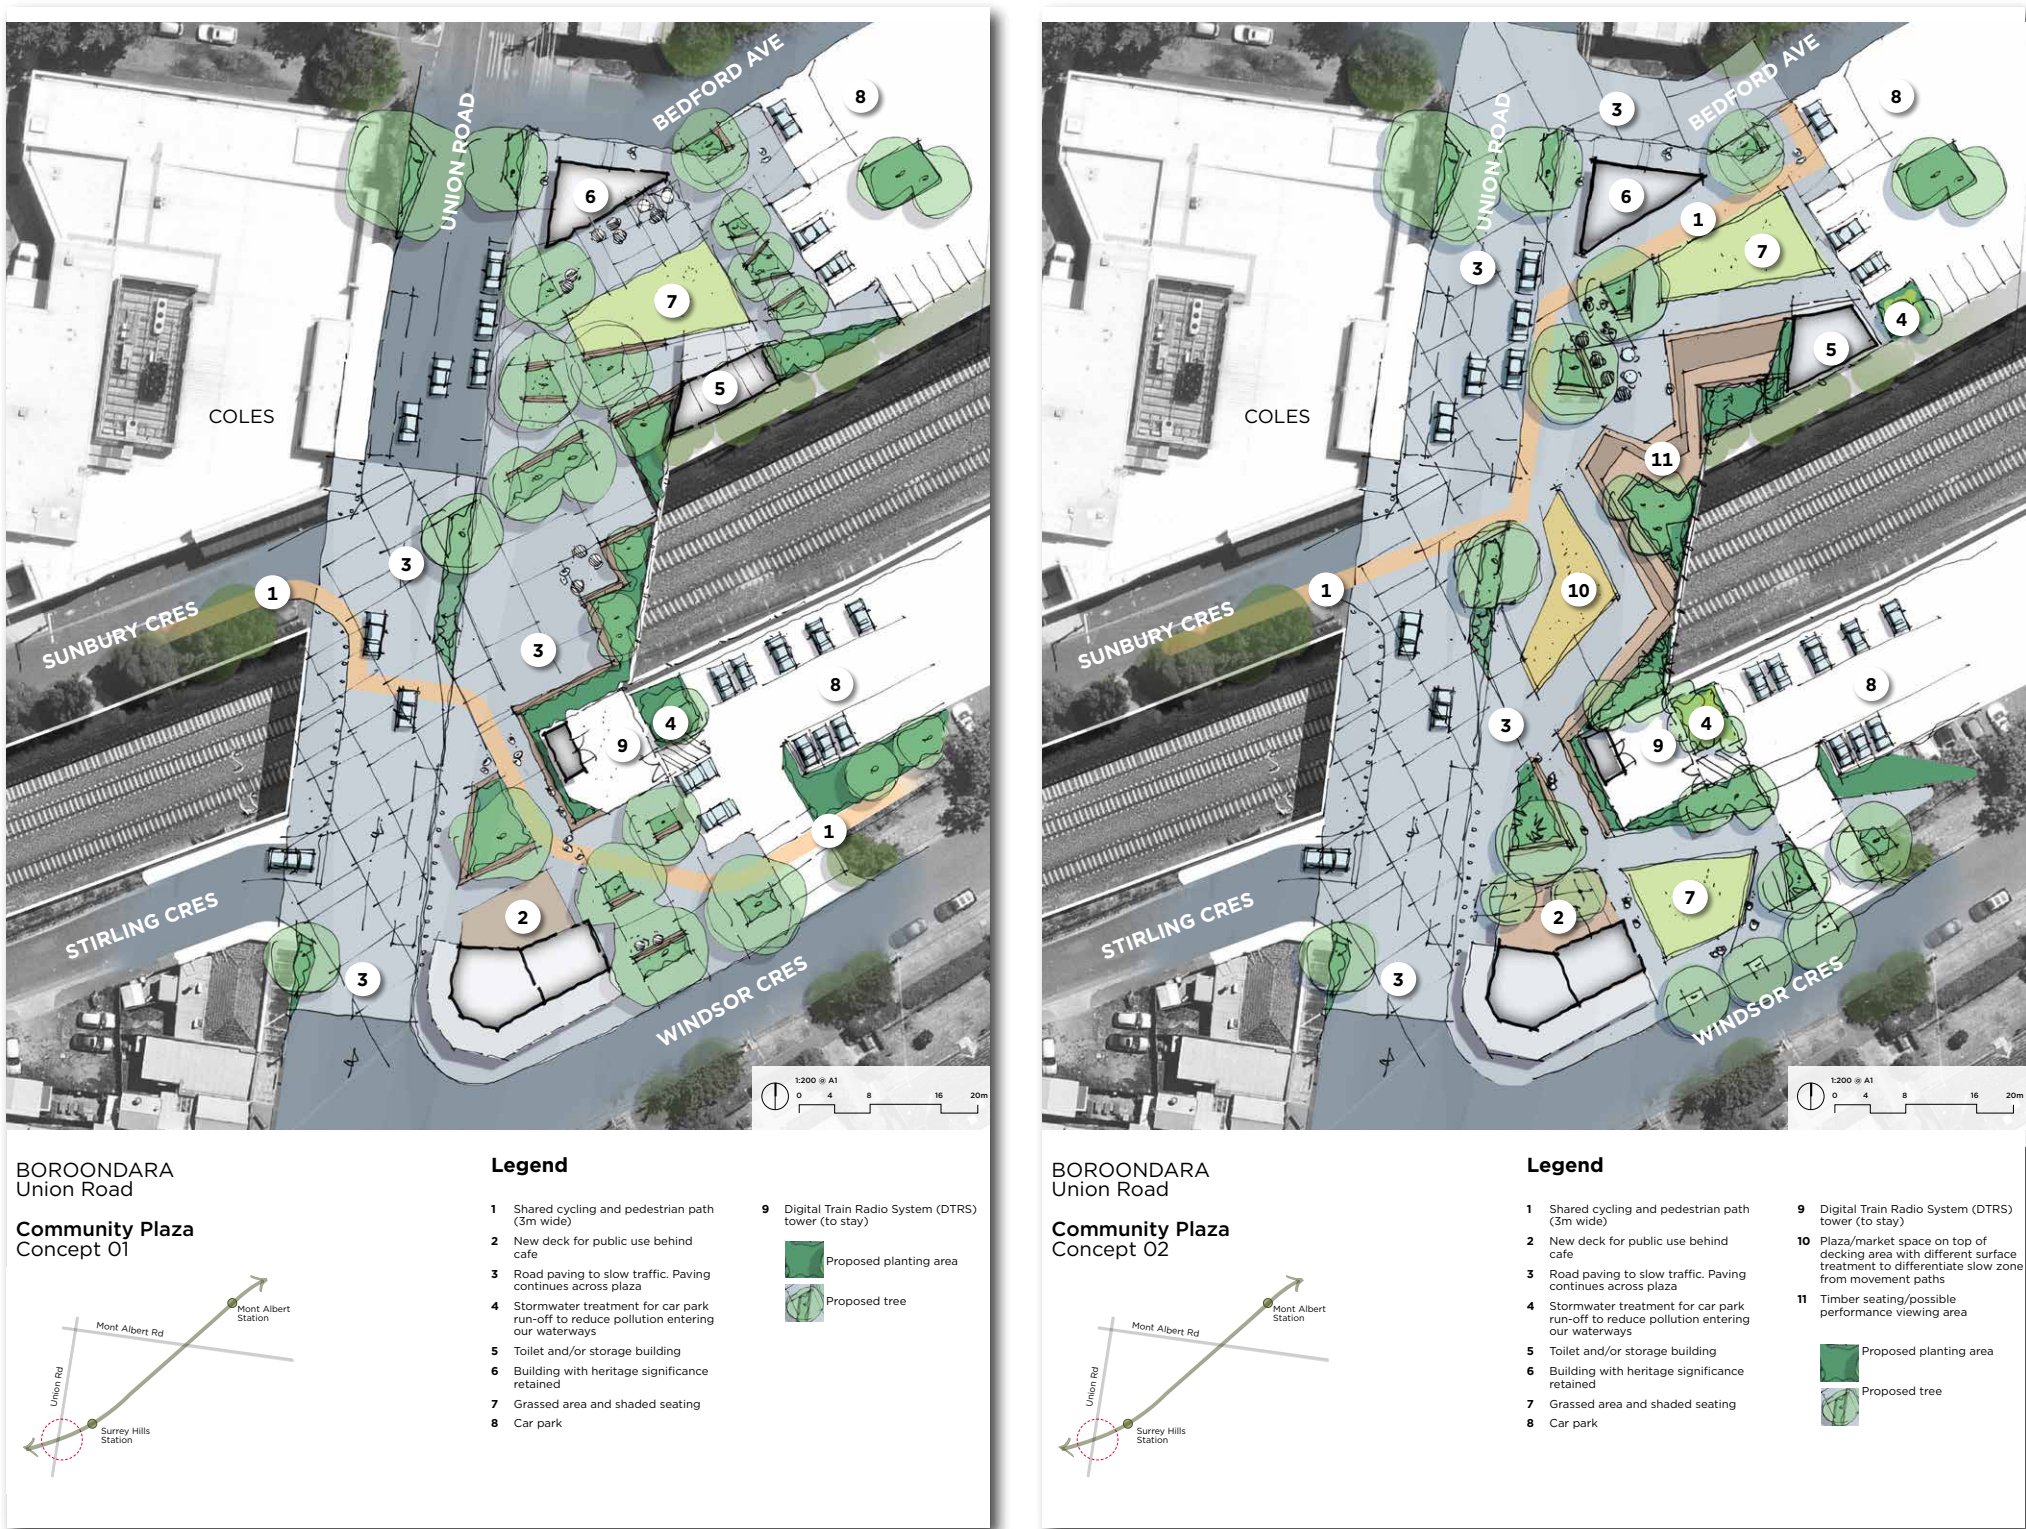 UNION ROAD
BEDFORD AVE
8
6
7
5
COLES
3
1
SUNBURY CRES
3
8
4
9
1
2
STIRLING CRES
3
WINDSOR CRES
1:200 @ A1
0 4 8 16 20m
BOROONDARA
Union Road
Community Plaza
Concept 01
Mont Albert
Station
Mont Albert Rd
Union Rd
Surrey Hills
Station
Legend
1 Shared cycling and pedestrian path
(3m wide)
2 New deck for public use behind
cafe
3 Road paving to slow traffic. Paving
continues across plaza
4 Stormwater treatment for car park
run-off to reduce pollution entering
our waterways
5 Toilet and/or storage building
6 Building with heritage significance
retained
7 Grassed area and shaded seating
8 Car park
9 Digital Train Radio System (DTRS)
tower (to stay)
Proposed planting area
Proposed tree
UNION ROAD
BEDFORD AVE
3
8
6
1
7
3
4
5
COLES
11
1
10
SUNBURY CRES
8
3
4
9
7
2
STIRLING CRES
3
WINDSOR CRES
1:200 @ A1
0 4 8 16 20m
BOROONDARA
Union Road
Community Plaza
Concept 02
Mont Albert
Station
Mont Albert Rd
Union Rd
Surrey Hills
Station
Legend
1 Shared cycling and pedestrian path
(3m wide)
2 New deck for public use behind
cafe
3 Road paving to slow traffic. Paving
continues across plaza
4 Stormwater treatment for car park
run-off to reduce pollution entering
our waterways
5 Toilet and/or storage building
6 Building with heritage significance
retained
7 Grassed area and shaded seating
8 Car park
9 Digital Train Radio System (DTRS)
tower (to stay)
10 Plaza/market space on top of
decking area with different surface
treatment to differentiate slow zone
from movement paths
11 Timber seating/possible
performance viewing area
Proposed planting area
Proposed tree